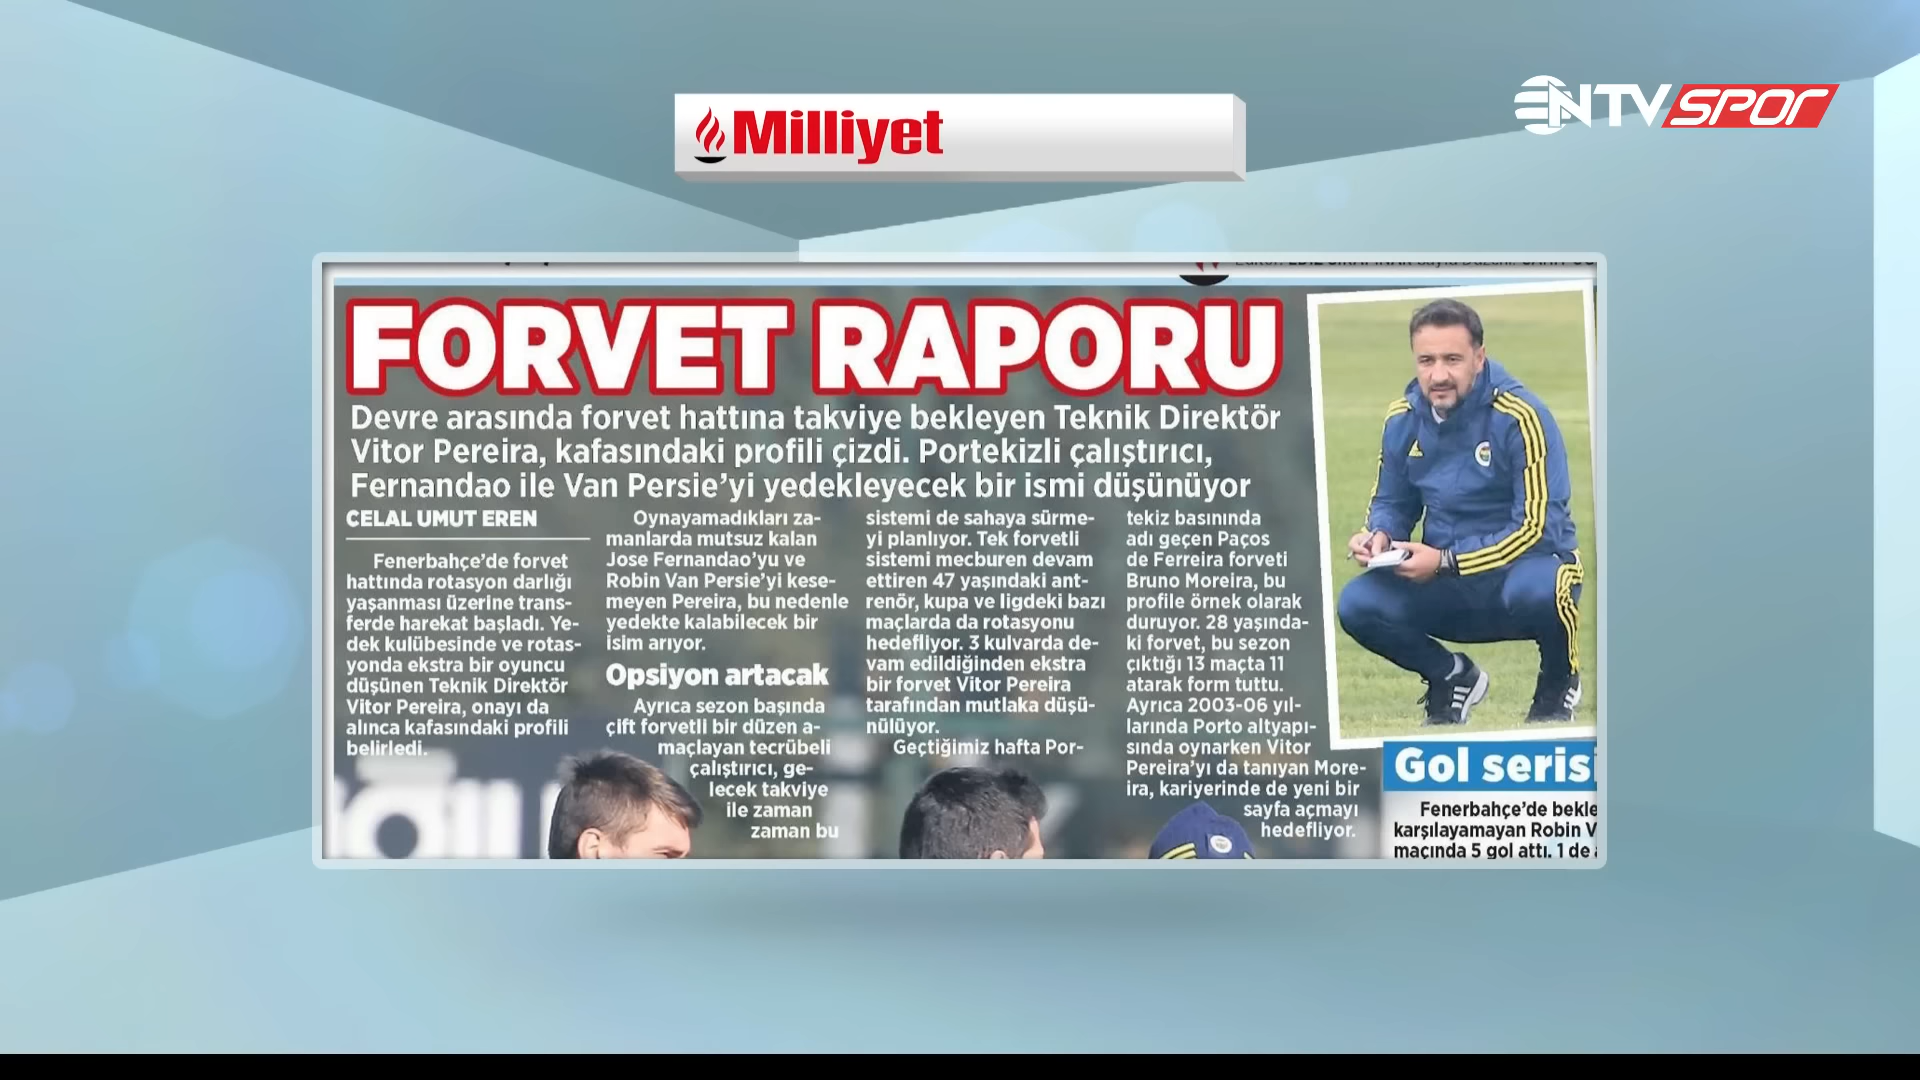 Milliyet
NTVSPOR
FORVET RAPORU
Devre arasında forvet hattına takviye bekleyen Teknik Direktör
Vitor Pereira, kafasındaki profili çizdi. Portekizli çalıştırıcı,
Fernandao ile Van Persie’yi yedekleyecek bir ismi düşünüyor
CELAL UMUT EREN
Fenerbahçe’de forvet
hattında rotasyon darlığı
yaşanması üzerine trans-
ferde harekat başladı. Ye-
dek kulübesinde ve rotas-
yonda ekstra bir oyuncu
düşünen Teknik Direktör
Vitor Pereira, onayı da
alınca kafasındaki profili
belirledi.
Oynayamadıkları za-
manlarda mutsuz kalan
Jose Fernandao’yu ve
Robin Van Persie’yi kese-
meyen Pereira, bu nedenle
yedekte kalabilecek bir
isim arıyor.
Opsiyon artacak
Ayrıca sezon başında
çift forvetli bir düzen a-
maçlayan tecrübeli
çalıştırıcı, ge-
lecek takviye
ile zaman
zaman bu
sistemi de sahaya sürme-
yi planlıyor. Tek forvetli
sistemi mecburen devam
ettiren 47 yaşındaki ant-
renör, kupa ve ligdeki bazı
maçlarda da rotasyonu
hedefliyor. 3 kulvarda de-
vam edildiğinden ekstra
bir forvet Vitor Pereira
tarafından mutlaka düşü-
nülüyor.
Geçtiğimiz hafta Por-
tekiz basınında
adı geçen Paços
de Ferreira forveti
Bruno Moreira, bu
profile örnek olarak
duruyor. 28 yaşında-
ki forvet, bu sezon
çıktığı 13 maçta 11
atarak form tuttu.
Ayrıca 2003-06 yıl-
larında Porto altyapı-
sında oynarken Vitor
Pereira’yı da tanıyan More-
ira, kariyerinde de yeni bir
sayfa açmayı
hedefliyor.
Gol serisi
Fenerbahçe’de bekle
karşılayamayan Robin V
maçında 5 gol attı. 1 de